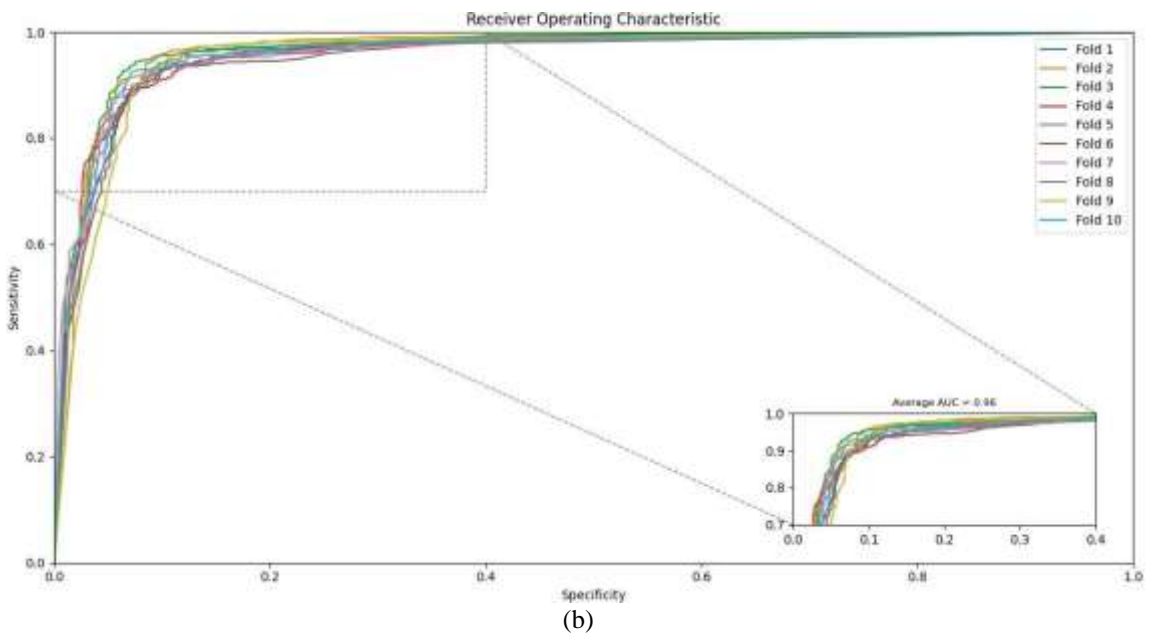 Receiver Operating Characteristic
1.0
0.8
0.6
0.4
0.2
0.0
Sensitivity
Fold 1
Fold 2
Fold 3
Fold 4
Fold 5
Fold 6
Fold 7
Fold 8
Fold 9
Fold 10
Average AUC = 0.96
1.0
0.9
0.8
0.7
0.0 0.1 0.2 0.3 0.4
0.0 0.2 0.4 0.6 0.8 1.0
Specificity
(b)